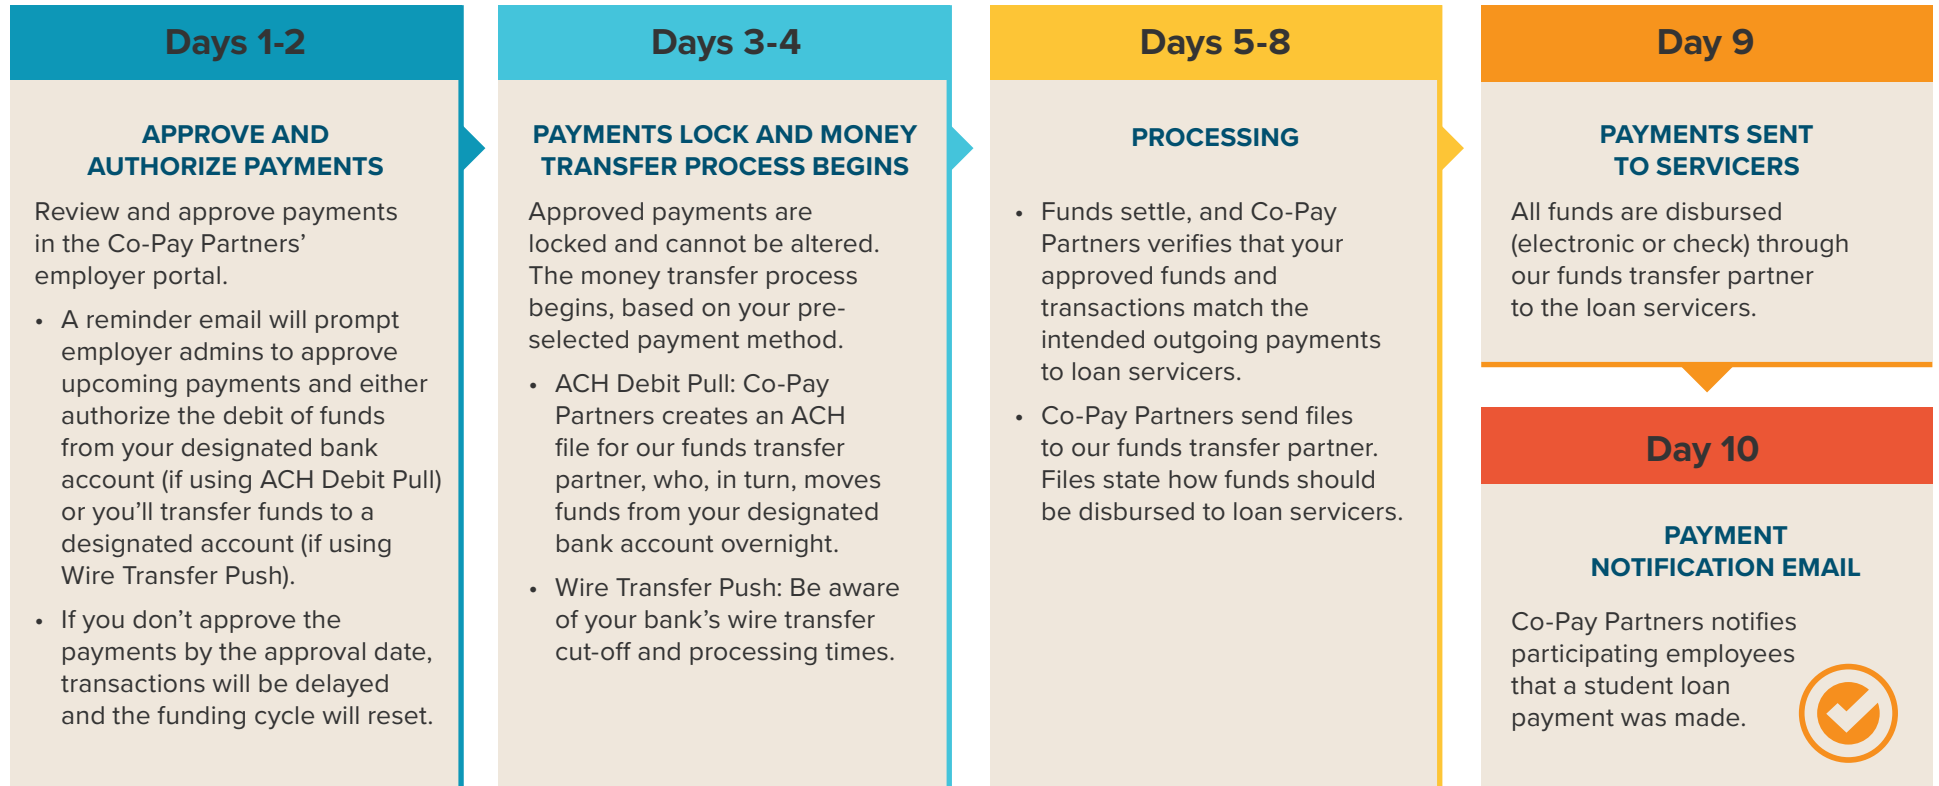 Days 1-2
APPROVE AND
AUTHORIZE PAYMENTS
Review and approve payments
in the Co-Pay Partners’
employer portal.
• A reminder email will prompt
employer admins to approve
upcoming payments and either
authorize the debit of funds
from your designated bank
account (if using ACH Debit Pull)
or you’ll transfer funds to a
designated account (if using
Wire Transfer Push).
• If you don’t approve the
payments by the approval date,
transactions will be delayed
and the funding cycle will reset.
Days 3-4
PAYMENTS LOCK AND MONEY
TRANSFER PROCESS BEGINS
Approved payments are
locked and cannot be altered.
The money transfer process
begins, based on your pre-
selected payment method.
• ACH Debit Pull: Co-Pay
Partners creates an ACH
file for our funds transfer
partner, who, in turn, moves
funds from your designated
bank account overnight.
• Wire Transfer Push: Be aware
of your bank’s wire transfer
cut-off and processing times.
Days 5-8
PROCESSING
• Funds settle, and Co-Pay
Partners verifies that your
approved funds and
transactions match the
intended outgoing payments
to loan servicers.
• Co-Pay Partners send files
to our funds transfer partner.
Files state how funds should
be disbursed to loan servicers.
Day 9
PAYMENTS SENT
TO SERVICERS
All funds are disbursed
(electronic or check) through
our funds transfer partner
to the loan servicers.
Day 10
PAYMENT
NOTIFICATION EMAIL
Co-Pay Partners notifies
participating employees
that a student loan
payment was made.